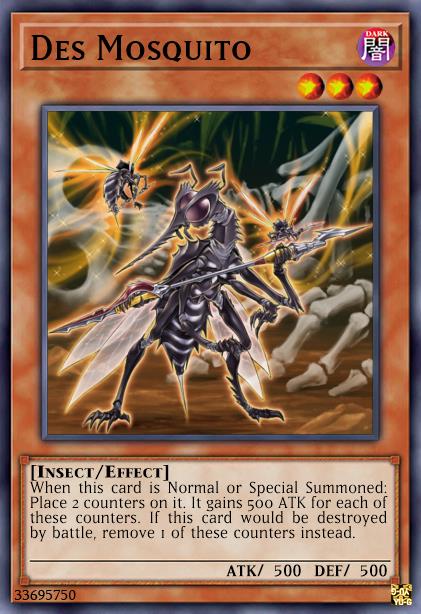 Des Mosquito
DARK
闇
[Insect/Effect]
When this card is Normal or Special Summoned:
Place 2 counters on it. It gains 500 ATK for each of
these counters. If this card would be destroyed
by battle, remove 1 of these counters instead.
ATK/ 500 DEF/ 500
33695750